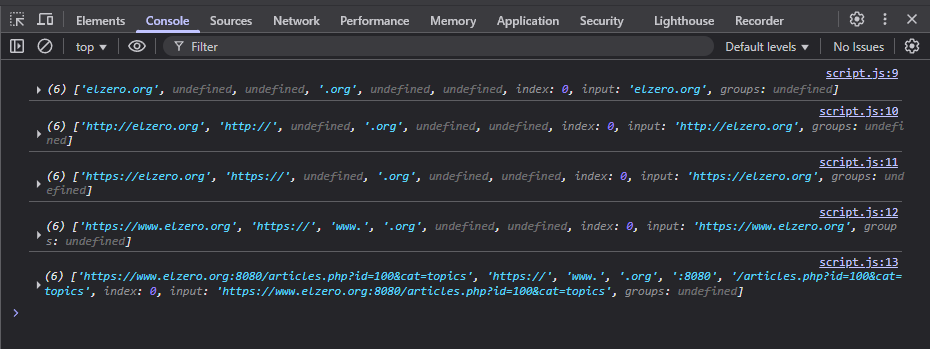 Elements Console Sources Network Performance Memory Application Security Lighthouse Recorder
top Filter Default levels No Issues
script.js:9
(6) ['elzero.org', undefined, undefined, '.org', undefined, undefined, index: 0, input: 'elzero.org', groups: undefined]
script.js:10
(6) ['http://elzero.org', 'http://', undefined, '.org', undefined, undefined, index: 0, input: 'http://elzero.org', groups: undefi
ned]
script.js:11
(6) ['https://elzero.org', 'https://', undefined, '.org', undefined, undefined, index: 0, input: 'https://elzero.org', groups: und
efined]
script.js:12
(6) ['https://www.elzero.org', 'https://', 'www.', '.org', undefined, undefined, index: 0, input: 'https://www.elzero.org', group
s: undefined]
script.js:13
(6) ['https://www.elzero.org:8080/articles.php?id=100&cat=topics', 'https://', 'www.', '.org', ':8080', '/articles.php?id=100&cat=
topics', index: 0, input: 'https://www.elzero.org:8080/articles.php?id=100&cat=topics', groups: undefined]